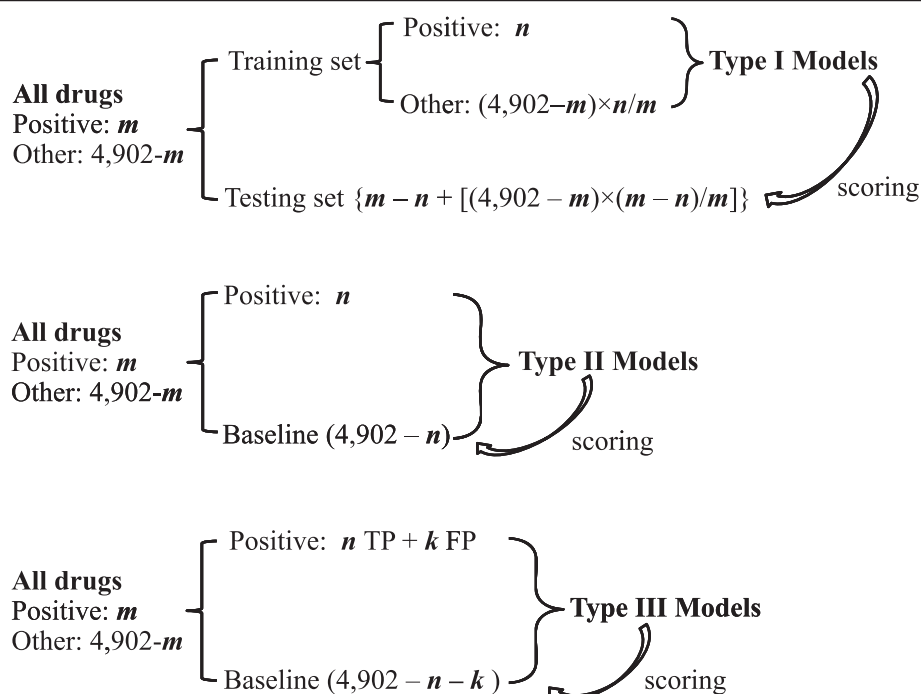 Positive: n
Training set
Type I Models
All drugs
Positive: m
Other: 4,902-m
Other: (4,902–m)×n/m
scoring
Testing set {m – n + [(4,902 – m)×(m – n)/m]}
Positive: n
All drugs
Positive: m
Other: 4,902-m
Type II Models
Baseline (4,902 – n)
scoring
Positive: n TP + k FP
All drugs
Positive: m
Other: 4,902-m
Type III Models
Baseline (4,902 – n – k )
scoring